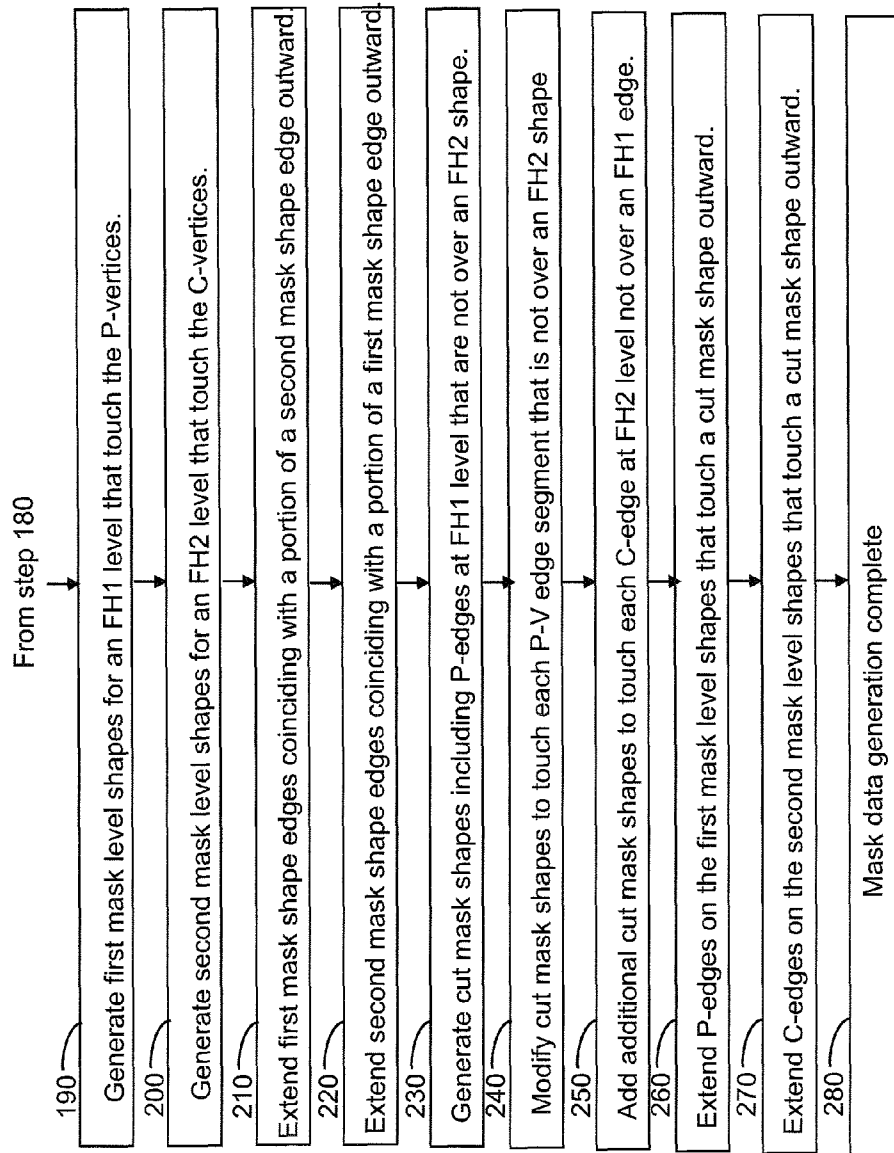 From step 180
190
Generate first mask level shapes for an FH1 level that touch the P-vertices.
200
Generate second mask level shapes for an FH2 level that touch the C-vertices.
210
Extend first mask shape edges coinciding with a portion of a second mask shape edge outward.
220
Extend second mask shape edges coinciding with a portion of a first mask shape edge outward.
230
Generate cut mask shapes including P-edges at FH1 level that are not over an FH2 shape.
240
Modify cut mask shapes to touch each P-V edge segment that is not over an FH2 shape
250
Add additional cut mask shapes to touch each C-edge at FH2 level not over an FH1 edge.
260
Extend P-edges on the first mask level shapes that touch a cut mask shape outward.
270
Extend C-edges on the second mask level shapes that touch a cut mask shape outward.
280
Mask data generation complete